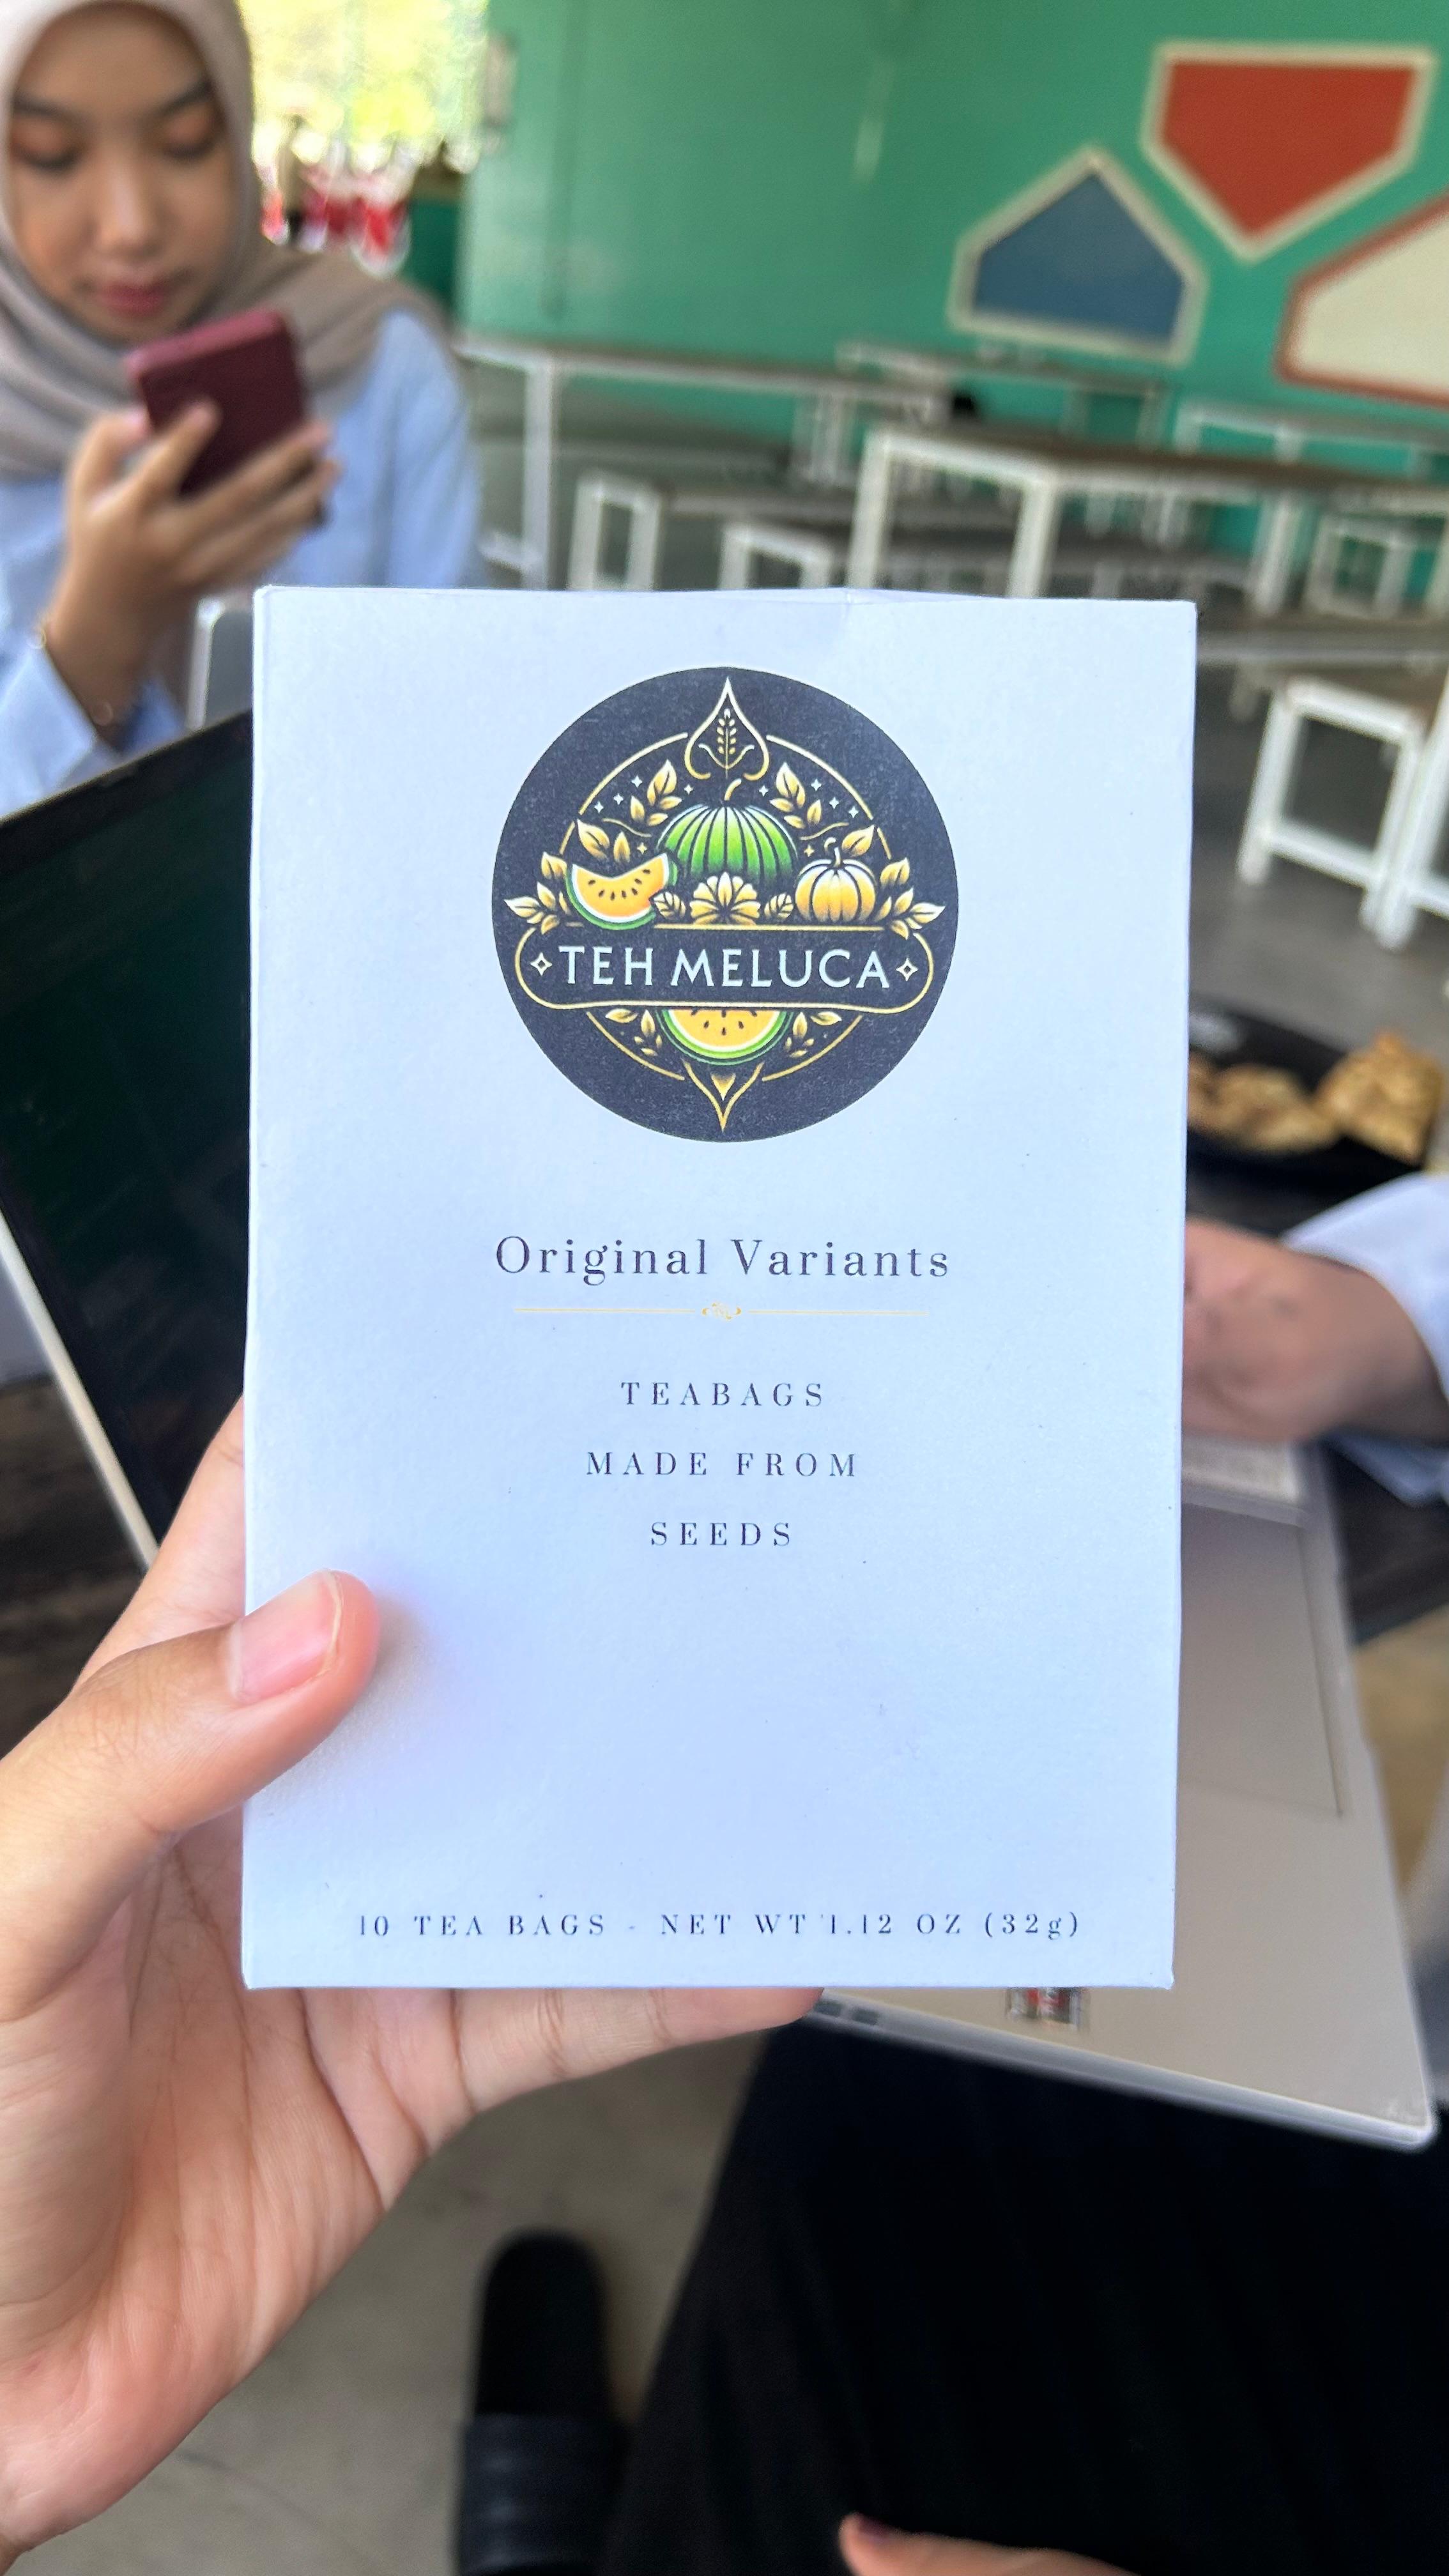 TEH MELUCA
Original Variants
TEABAGS
MADE FROM
SEEDS
10 TEA BAGS - NET WT 1.12 OZ (32g)